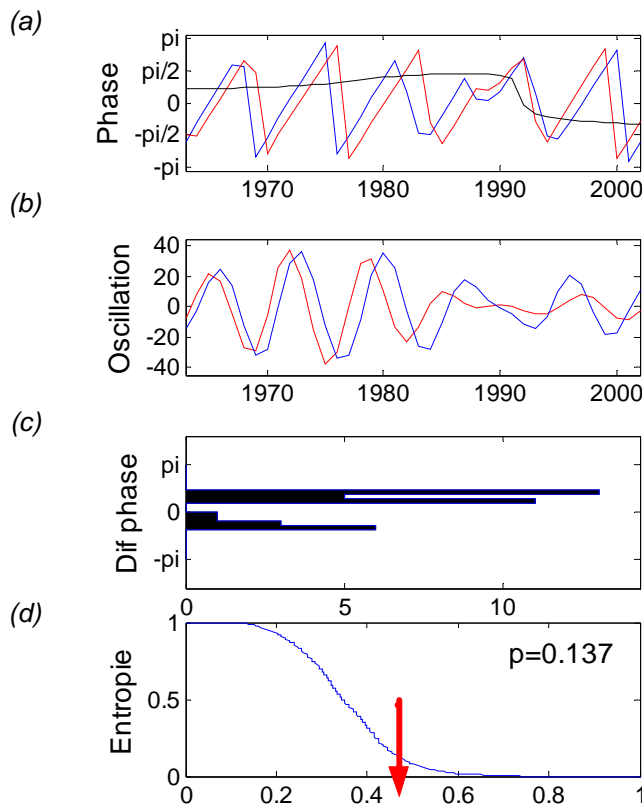 (a)
Phase
pi
pi/2
0
-pi/2
-pi
1970 1980 1990 2000
(b)
Oscillation
40
20
0
-20
-40
1970 1980 1990 2000
(c)
Dif phase
pi
0
-pi
0 5 10
(d)
Entropie
1
0.5
0
p=0.137
0 0.2 0.4 0.6 0.8 1